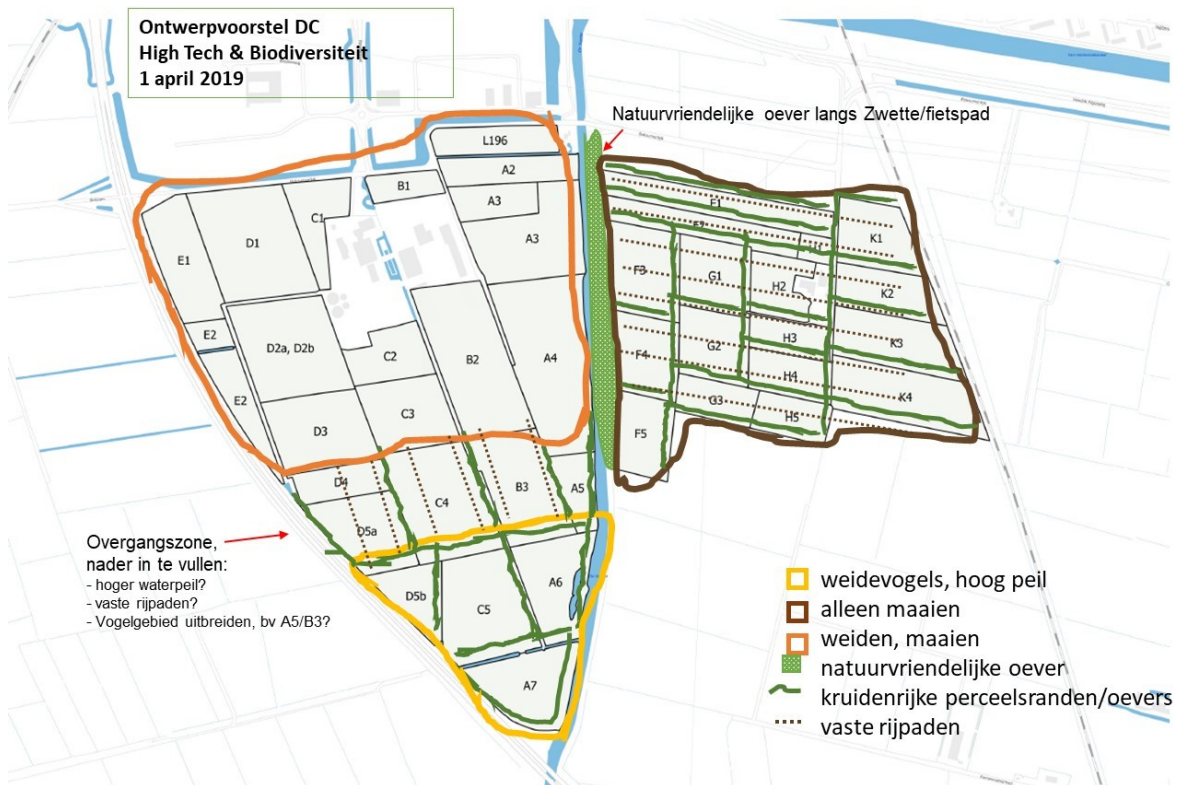 Ontwerpvoorstel DC
High Tech & Biodiversiteit
1 april 2019
Natuurvriendelijke oever langs Zwette/fietspad
L196
A2
B1
A3
A3
C1
D1
E1
E2
D2a, D2b
C2
B2
A4
E2
D3
C3
D4
C4
B3
A5
D5a
D5b
C5
A6
A7
F1
K1
F3
G1
H2
K2
H3
K3
F4
G2
H4
K4
G3
H5
F5
Overgangszone,
nader in te vullen:
- hoger waterpeil?
- vaste rijpaden?
- Vogelgebied uitbreiden, bv A5/B3?
weidevogels, hoog peil
alleen maaien
weiden, maaien
natuurvriendelijke oever
kruidenrijke perceelsranden/oevers
vaste rijpaden